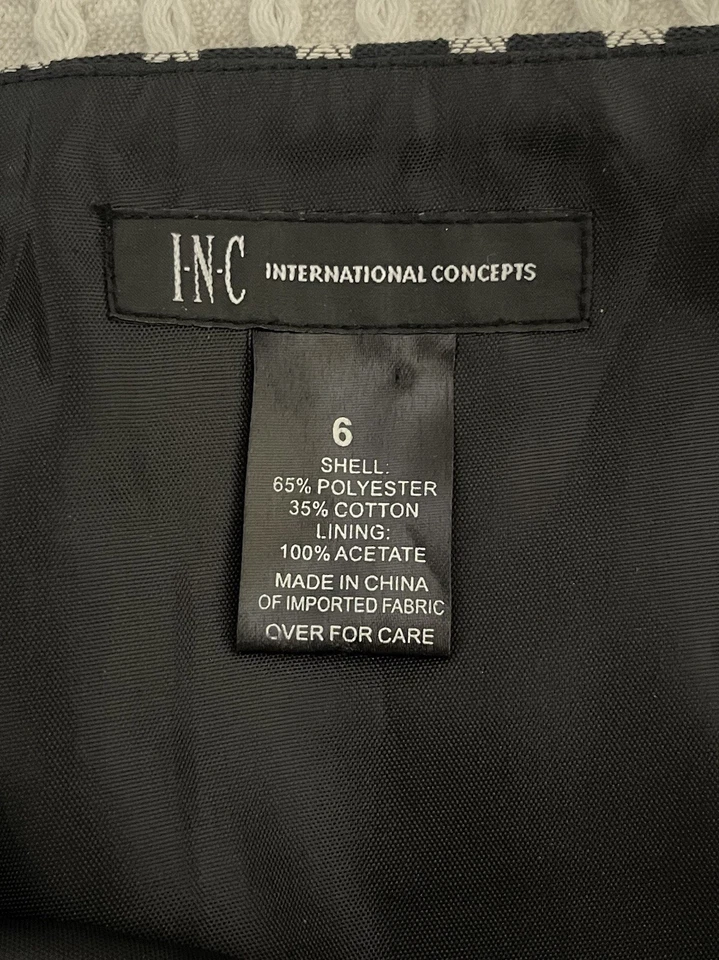 I-N-C INTERNATIONAL CONCEPTS
6
SHELL:
65% POLYESTER
35% COTTON
LINING:
100% ACETATE
MADE IN CHINA
OF IMPORTED FABRIC
OVER FOR CARE